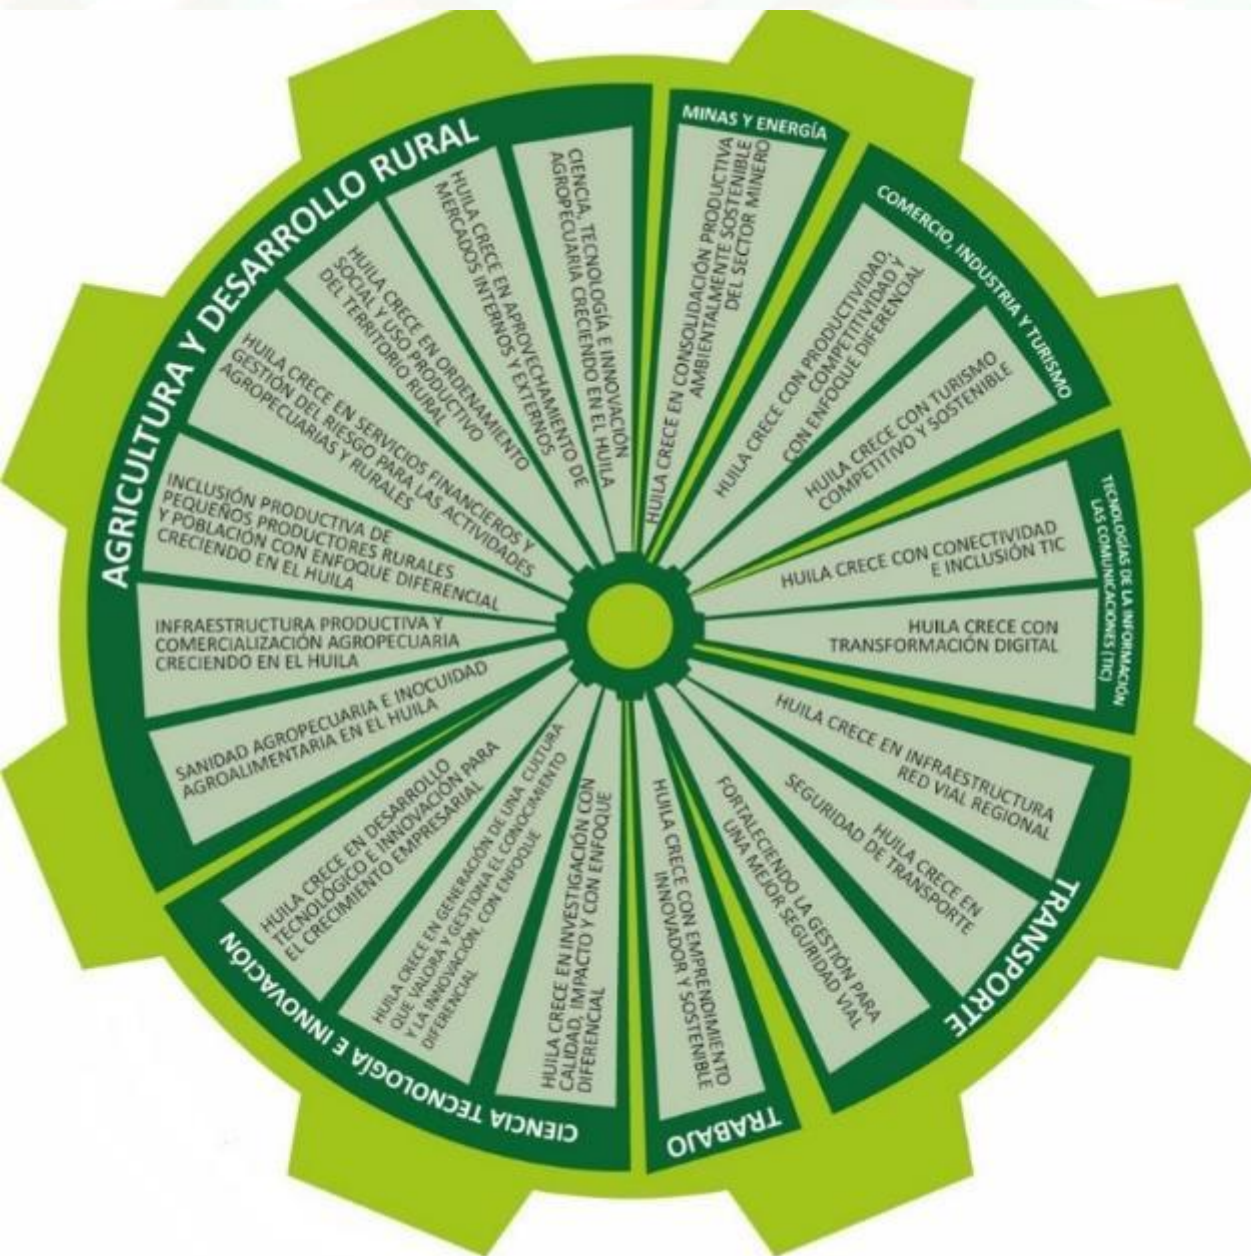 AGRICULTURA Y DESARROLLO RURAL
CIENCIA, TECNOLOGÍA E INNOVACIÓN
AGROPECUARIA CRECIENDO EN EL HUILA
HUILA CRECE EN APROVECHAMIENTO DE
MERCADOS INTERNOS Y EXTERNOS
HUILA CRECE EN ORDENAMIENTO
SOCIAL Y USO PRODUCTIVO
DEL TERRITORIO RURAL
HUILA CRECE EN SERVICIOS FINANCIEROS Y
GESTIÓN DEL RIESGO PARA LAS ACTIVIDADES
AGROPECUARIAS Y RURALES
INCLUSIÓN PRODUCTIVA DE
PEQUEÑOS PRODUCTORES RURALES
Y POBLACIÓN CON ENFOQUE DIFERENCIAL
CRECIENDO EN EL HUILA
INFRAESTRUCTURA PRODUCTIVA Y
COMERCIALIZACIÓN AGROPECUARIA
CRECIENDO EN EL HUILA
SANIDAD AGROPECUARIA E INOCUIDAD
AGROALIMENTARIA EN EL HUILA
MINAS Y ENERGÍA
HUILA CRECE EN CONSOLIDACIÓN PRODUCTIVA
AMBIENTALMENTE SOSTENIBLE
DEL SECTOR MINERO
COMERCIO, INDUSTRIA Y TURISMO
HUILA CRECE CON PRODUCTIVIDAD,
COMPETITIVIDAD Y
CON ENFOQUE DIFERENCIAL
HUILA CRECE CON TURISMO
COMPETITIVO Y SOSTENIBLE
TECNOLOGÍAS DE LA INFORMACIÓN
LAS COMUNICACIONES (TIC)
HUILA CRECE CON CONECTIVIDAD
E INCLUSIÓN TIC
HUILA CRECE CON
TRANSFORMACIÓN DIGITAL
TRANSPORTE
HUILA CRECE EN INFRAESTRUCTURA
RED VIAL REGIONAL
HUILA CRECE EN
SEGURIDAD DE TRANSPORTE
FORTALECIENDO LA GESTIÓN PARA
UNA MEJOR SEGURIDAD VIAL
TRABAJO
HUILA CRECE CON EMPRENDIMIENTO
INNOVADOR Y SOSTENIBLE
CIENCIA TECNOLOGÍA E INNOVACIÓN
HUILA CRECE EN INVESTIGACIÓN CON
CALIDAD, IMPACTO Y CON ENFOQUE
DIFERENCIAL
HUILA CRECE EN GENERACIÓN DE UNA CULTURA
QUE VALORA Y GESTIONA EL CONOCIMIENTO
Y LA INNOVACIÓN, CON ENFOQUE
DIFERENCIAL
HUILA CRECE EN DESARROLLO
TECNOLÓGICO E INNOVACIÓN PARA
EL CRECIMIENTO EMPRESARIAL